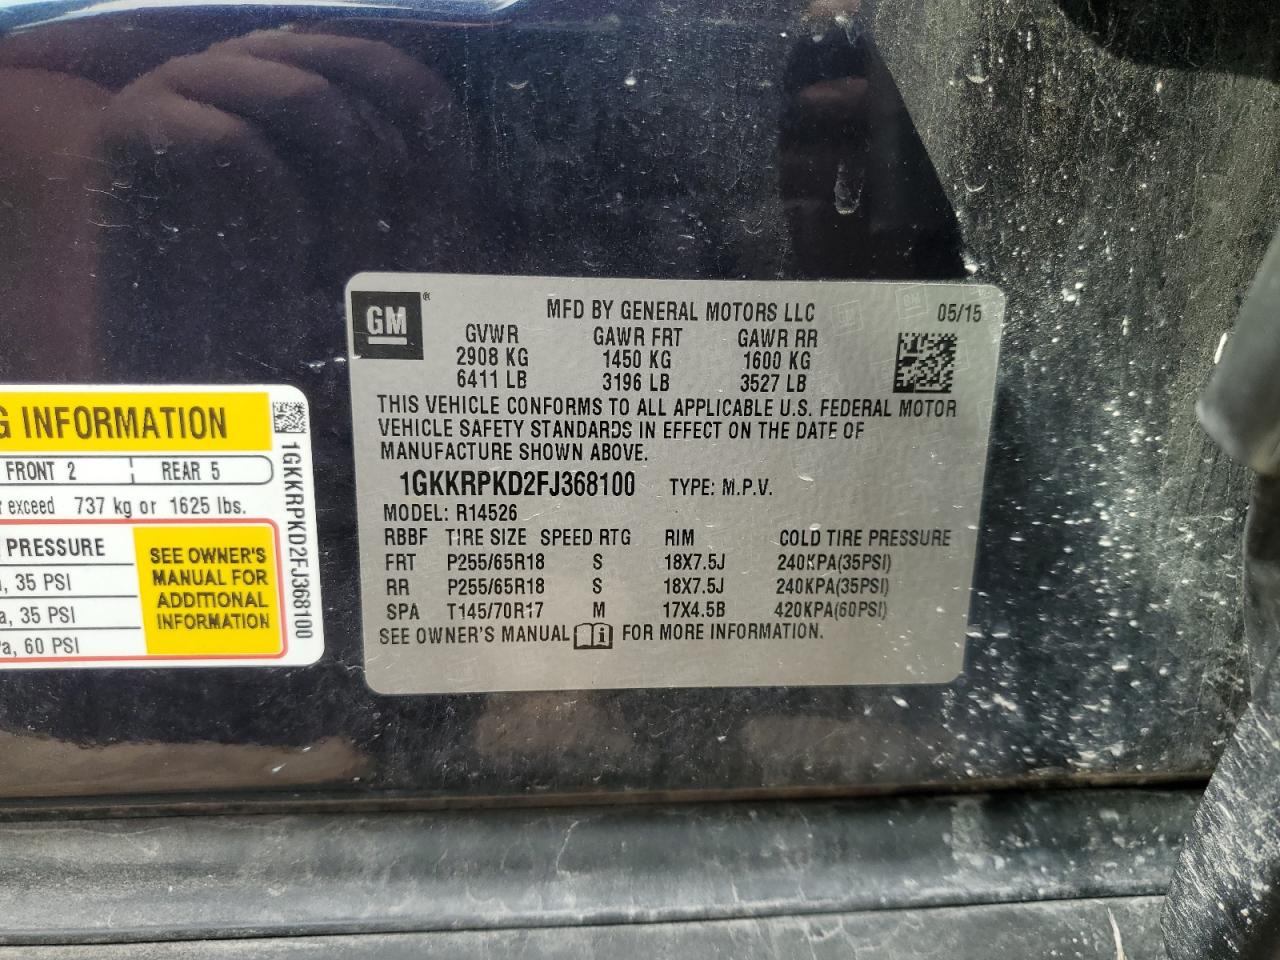 G INFORMATION
FRONT 2 REAR 5
exceed 737 kg or 1625 lbs.
PRESSURE
35 PSI
35 PSI
60 PSI
SEE OWNER'S
MANUAL FOR
ADDITIONAL
INFORMATION
1GKKRPKD2FJ368100
GM®
MFD BY GENERAL MOTORS LLC 05/15
GVWR GAWR FRT GAWR RR
2908 KG 1450 KG 1600 KG
6411 LB 3196 LB 3527 LB
THIS VEHICLE CONFORMS TO ALL APPLICABLE U.S. FEDERAL MOTOR
VEHICLE SAFETY STANDARDS IN EFFECT ON THE DATE OF
MANUFACTURE SHOWN ABOVE.
1GKKRPKD2FJ368100 TYPE: M.P.V.
MODEL: R14526
RBBF TIRE SIZE SPEED RTG RIM COLD TIRE PRESSURE
FRT P255/65R18 S 18X7.5J 240KPA(35PSI)
RR P255/65R18 S 18X7.5J 240KPA(35PSI)
SPA T145/70R17 M 17X4.5B 420KPA(60PSI)
SEE OWNER'S MANUAL FOR MORE INFORMATION.